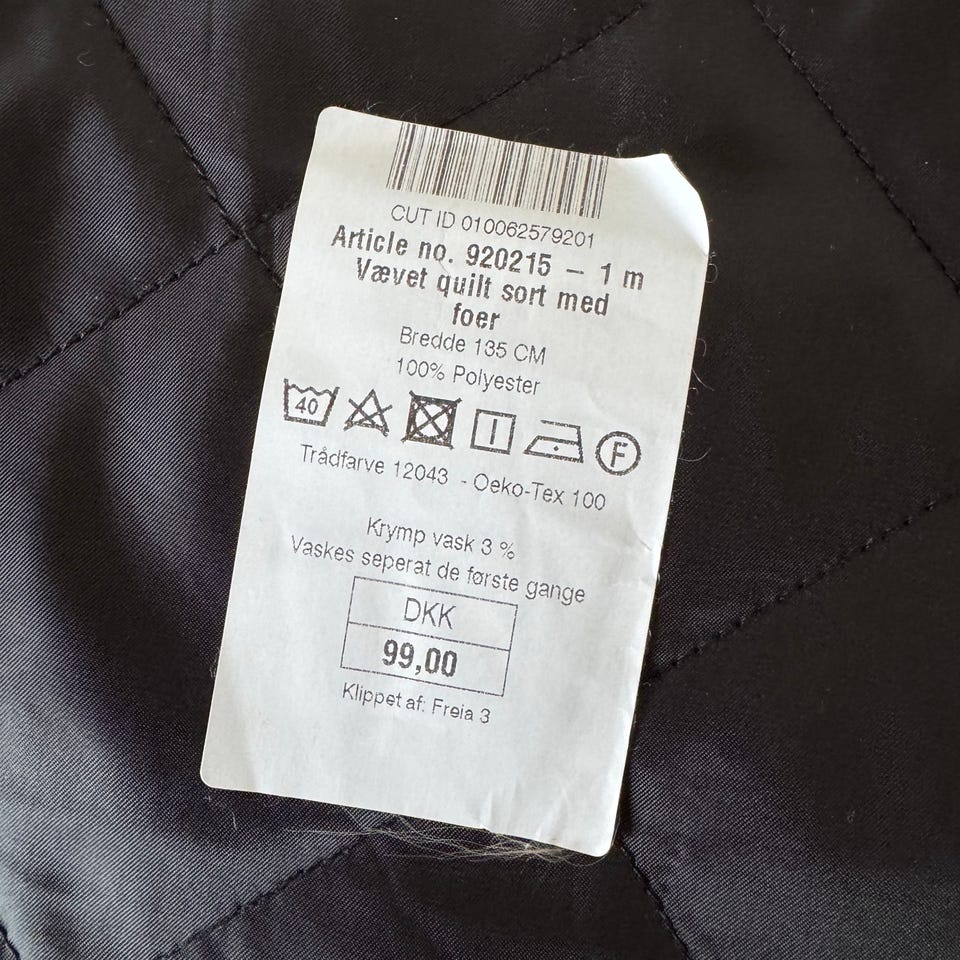 CUT ID 010062579201
Article no. 920215 – 1 m
Vævet quilt sort med
foer
Bredde 135 CM
100% Polyester
40 F
Trådfarve 12043 - Oeko-Tex 100
Krymp vask 3 %
Vaskes seperat de første gange
DKK
99,00
Klippet af: Freia 3